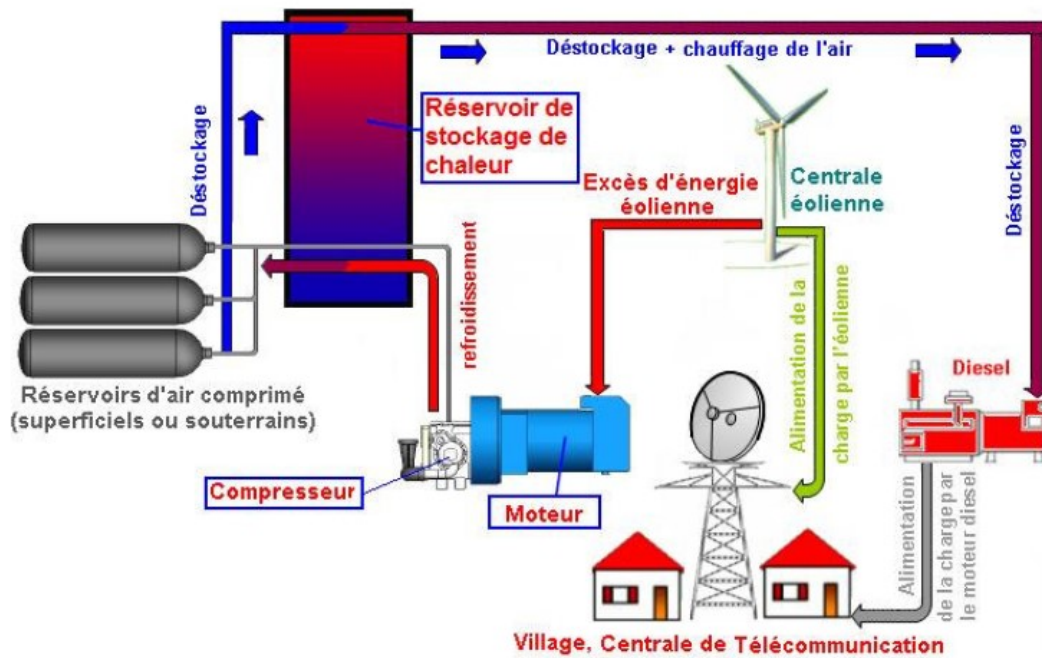 Déstockage + chauffage de l'air
Réservoir de
stockage de
chaleur
Déstockage
Excès d'énergie
éolienne
Centrale
éolienne
Déstockage
refroidissement
Alimentation de la
charge par l'éolienne
Réservoirs d'air comprimé
(superficiels ou souterrains)
Diesel
Compresseur
Moteur
Alimentation
de la charge par
le moteur diesel
Village, Centrale de Télécommunication